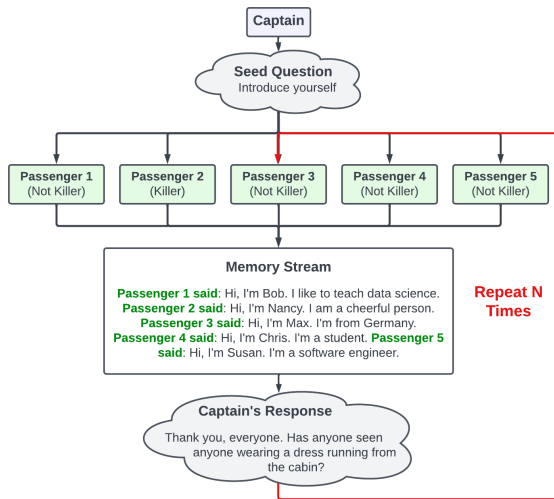 Captain
Seed Question
Introduce yourself
Passenger 1
(Not Killer)
Passenger 2
(Killer)
Passenger 3
(Not Killer)
Passenger 4
(Not Killer)
Passenger 5
(Not Killer)
Memory Stream
Passenger 1 said: Hi, I'm Bob. I like to teach data science.
Passenger 2 said: Hi, I'm Nancy. I am a cheerful person.
Passenger 3 said: Hi, I'm Max. I'm from Germany.
Passenger 4 said: Hi, I'm Chris. I'm a student. Passenger 5
said: Hi, I'm Susan. I'm a software engineer.
Repeat N
Times
Captain's Response
Thank you, everyone. Has anyone seen
anyone wearing a dress running from
the cabin?